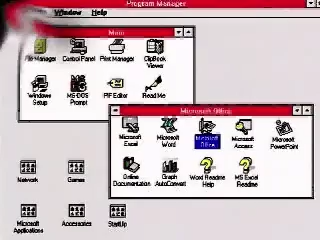 Program Manager
Window Help
Main
File Manager Control Panel Print Manager ClipBook Viewer
Windows Setup MS-DOS Prompt PIF Editor Read Me
Microsoft Office
Microsoft Excel Microsoft Word Microsoft Office Microsoft Access Microsoft PowerPoint
Online Documentation Graph AutoConvert Word Readme Help MS Excel Readme
Network Games
Microsoft Applications Accessories StartUp